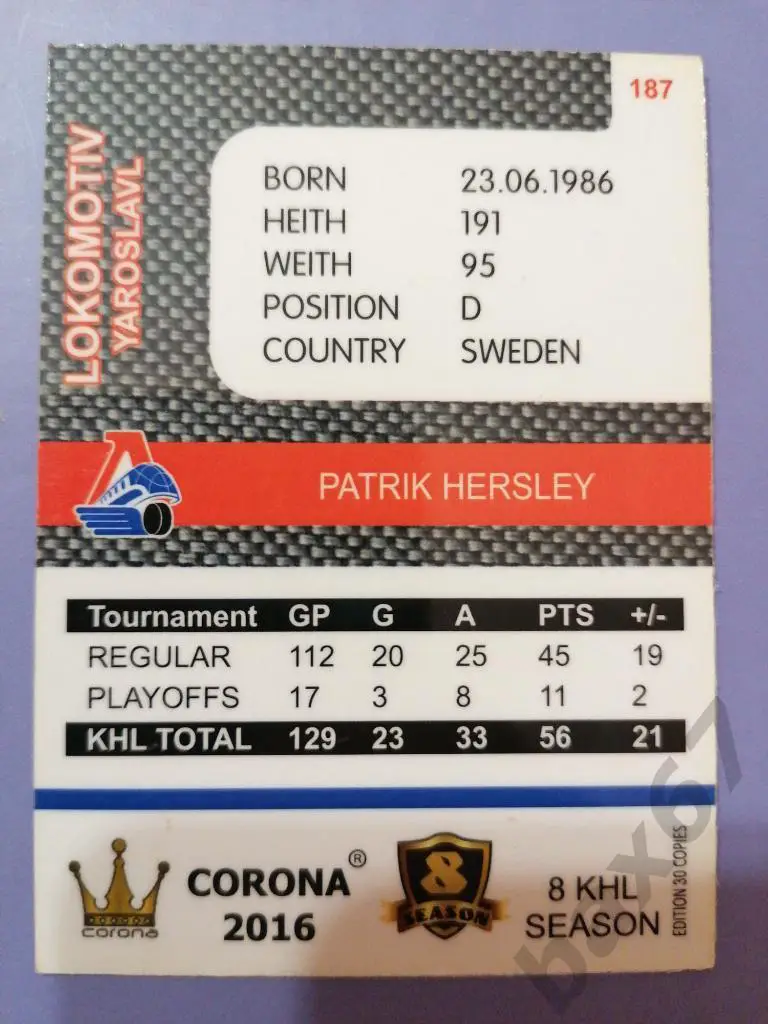 187
LOKOMOTIV
YAROSLAVL
BORN 23.06.1986
HEITH 191
WEITH 95
POSITION D
COUNTRY SWEDEN
PATRIK HERSLEY
Tournament GP G A PTS +/-
REGULAR 112 20 25 45 19
PLAYOFFS 17 3 8 11 2
KHL TOTAL 129 23 33 56 21
corona
CORONA ®
2016
8
SEASON
8 KHL
SEASON
EDITION 30 COPIES
bax67